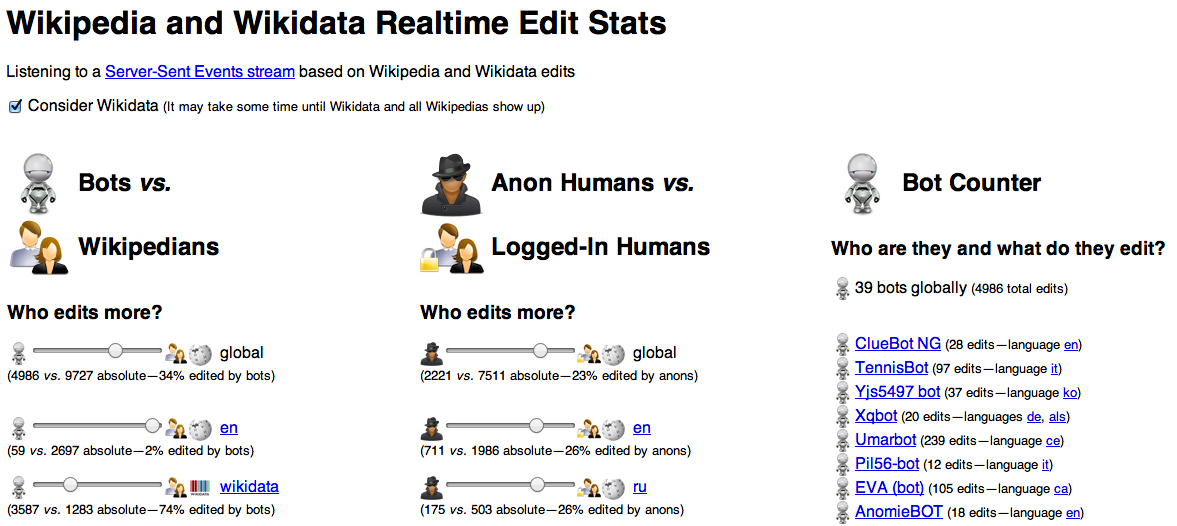 Wikipedia and Wikidata Realtime Edit Stats
Listening to a Server-Sent Events stream based on Wikipedia and Wikidata edits
Consider Wikidata (It may take some time until Wikidata and all Wikipedias show up)
Bots vs.
Wikipedians
Who edits more?
global
(4986 vs. 9727 absolute—34% edited by bots)
en
(59 vs. 2697 absolute—2% edited by bots)
WIKIDATA
wikidata
(3587 vs. 1283 absolute—74% edited by bots)
Anon Humans vs.
Logged-In Humans
Who edits more?
global
(2221 vs. 7511 absolute—23% edited by anons)
en
(711 vs. 1986 absolute—26% edited by anons)
ru
(175 vs. 503 absolute—26% edited by anons)
Bot Counter
Who are they and what do they edit?
39 bots globally (4986 total edits)
ClueBot NG (28 edits—language en)
TennisBot (97 edits—language it)
Yjs5497 bot (37 edits—language ko)
Xqbot (20 edits—languages de, als)
Umarbot (239 edits—language ce)
Pil56-bot (12 edits—language it)
EVA (bot) (105 edits—language ca)
AnomieBOT (18 edits—language en)